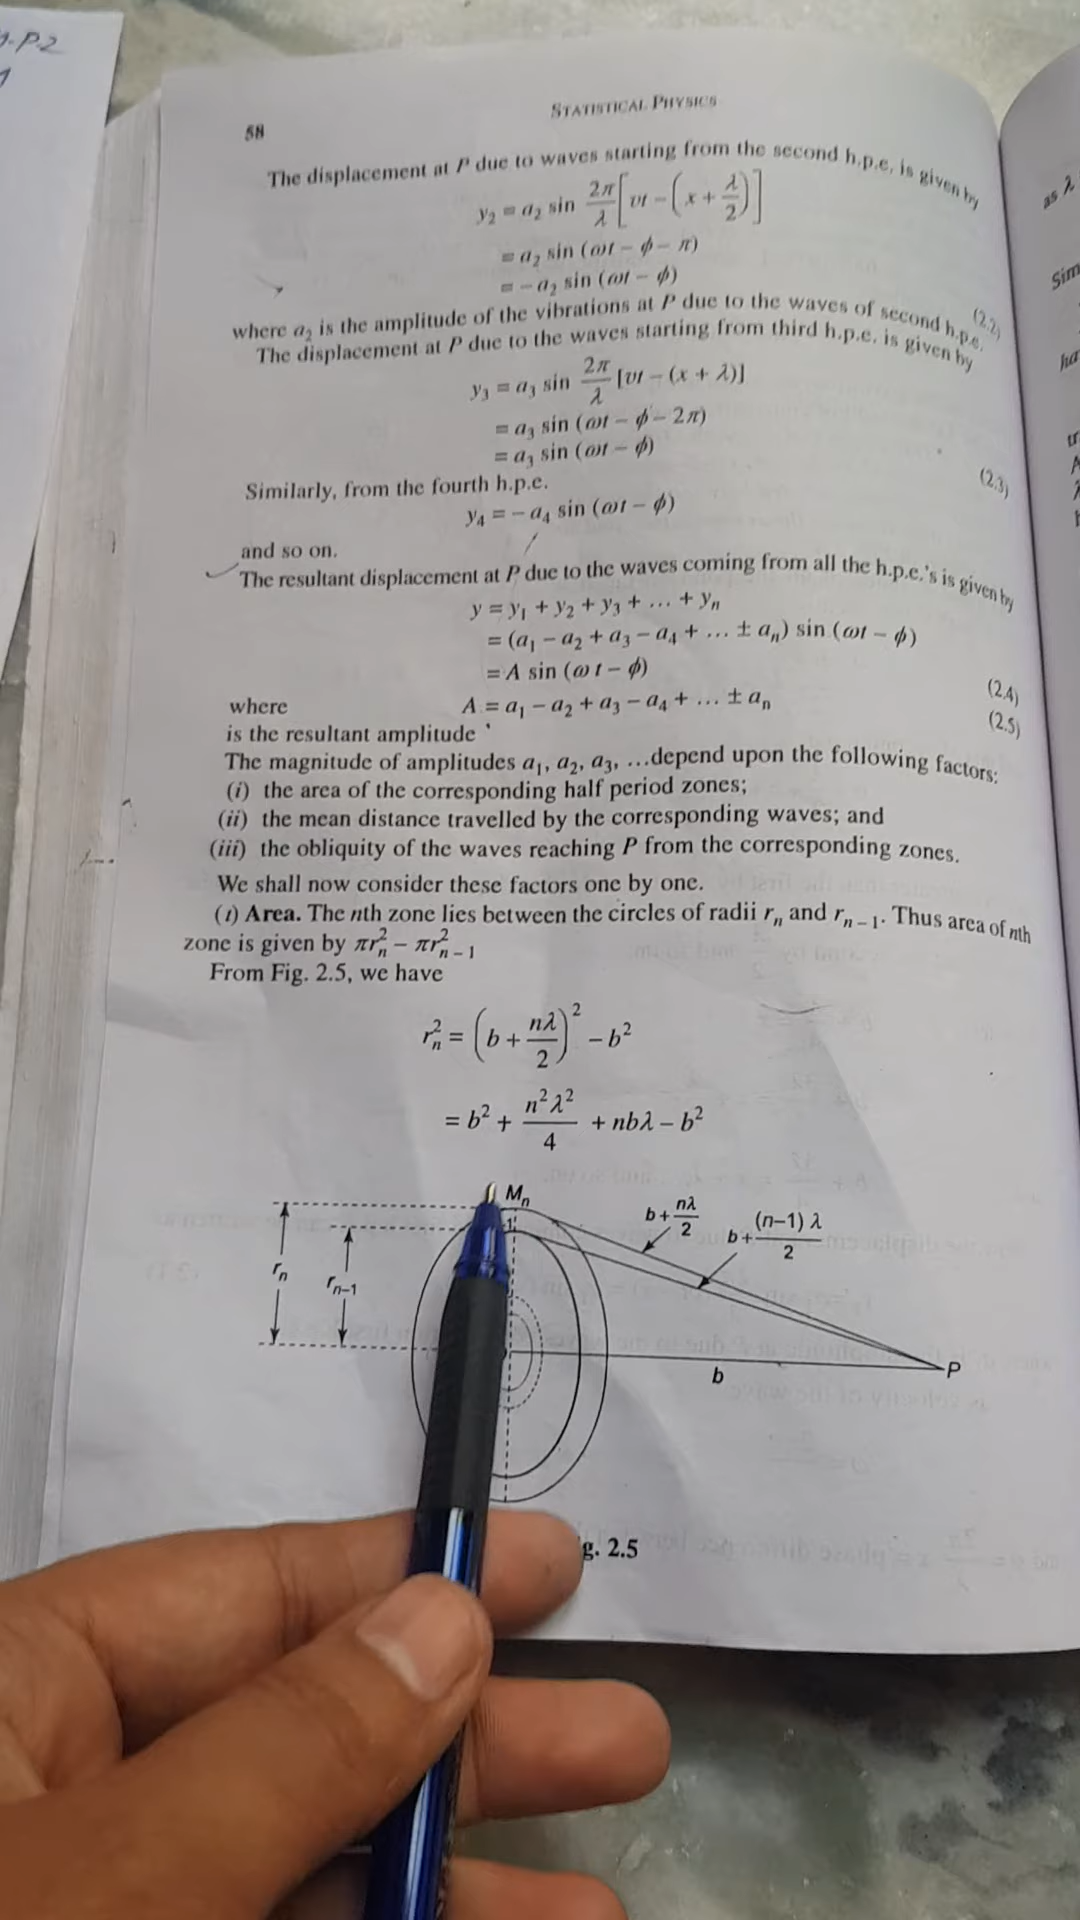 -P-2
58
STATISTICAL PHYSICS
The displacement at P due to waves starting from the second h.p.e. is given by
y₂ = a₂ sin 2π/λ [vt − (x + λ/2)]
= a₂ sin (ωt − ϕ − π)
= − a₂ sin (ωt − ϕ)
(2.2)
where a₂ is the amplitude of the vibrations at P due to the waves of second h.p.e.
The displacement at P due to the waves starting from third h.p.e. is given by
y₃ = a₃ sin 2π/λ [vt − (x + λ)]
= a₃ sin (ωt − ϕ − 2π)
= a₃ sin (ωt − ϕ)
(2.3)
Similarly, from the fourth h.p.e.
y₄ = − a₄ sin (ωt − ϕ)
and so on.
The resultant displacement at P due to the waves coming from all the h.p.e.'s is given by
y = y₁ + y₂ + y₃ + ... + yₙ
= (a₁ − a₂ + a₃ − a₄ + ... ± aₙ) sin (ωt − ϕ)
= A sin (ω t − ϕ)
(2.4)
where A = a₁ − a₂ + a₃ − a₄ + ... ± aₙ
(2.5)
is the resultant amplitude
The magnitude of amplitudes a₁, a₂, a₃, ...depend upon the following factors:
(i) the area of the corresponding half period zones;
(ii) the mean distance travelled by the corresponding waves; and
(iii) the obliquity of the waves reaching P from the corresponding zones.
We shall now consider these factors one by one.
(i) Area. The nth zone lies between the circles of radii rₙ and rₙ₋₁. Thus area of nth
zone is given by πrₙ² − πrₙ₋₁²
From Fig. 2.5, we have
rₙ² = (b + nλ/2)² − b²
= b² + n²λ²/4 + nbλ − b²
Mₙ
b + nλ/2
b + (n−1) λ/2
rₙ
rₙ₋₁
b
P
g. 2.5
as λ
Sim